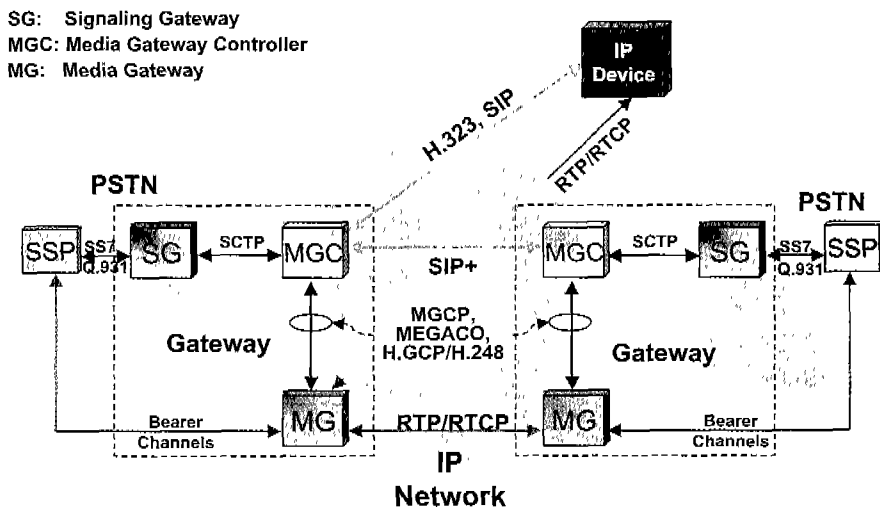 SG: Signaling Gateway
MGC: Media Gateway Controller
MG: Media Gateway
IP
Device
H.323, SIP
RTP/RTCP
PSTN
PSTN
SSP
SS7
Q.931
SG
SCTP
MGC
SIP+
MGC
SCTP
SG
SS7
Q.931
SSP
Gateway
MGCP,
MEGACO,
H.GCP/H.248
Gateway
MG
MG
Bearer
Channels
RTP/RTCP
Bearer
Channels
IP
Network